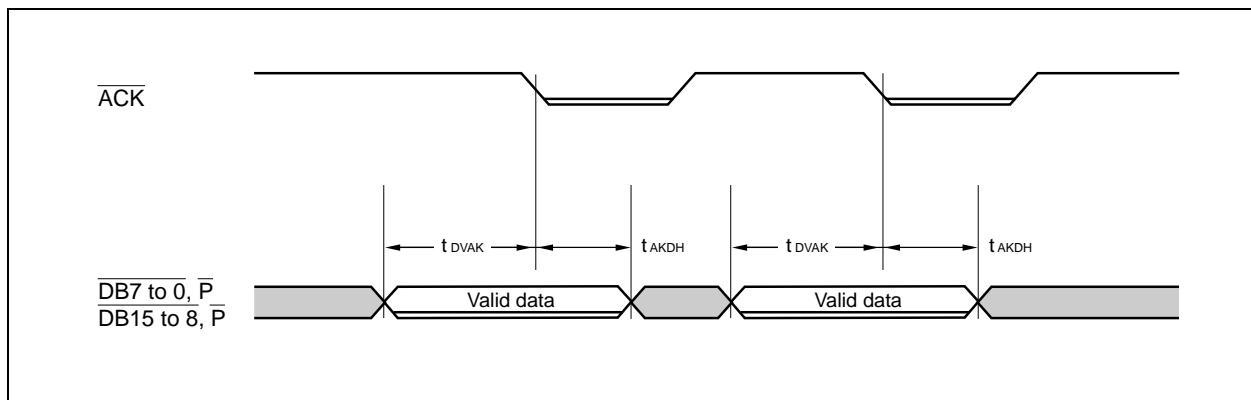 ACK
t DVAK
t AKDH
t DVAK
t AKDH
DB7 to 0, P
DB15 to 8, P
Valid data
Valid data